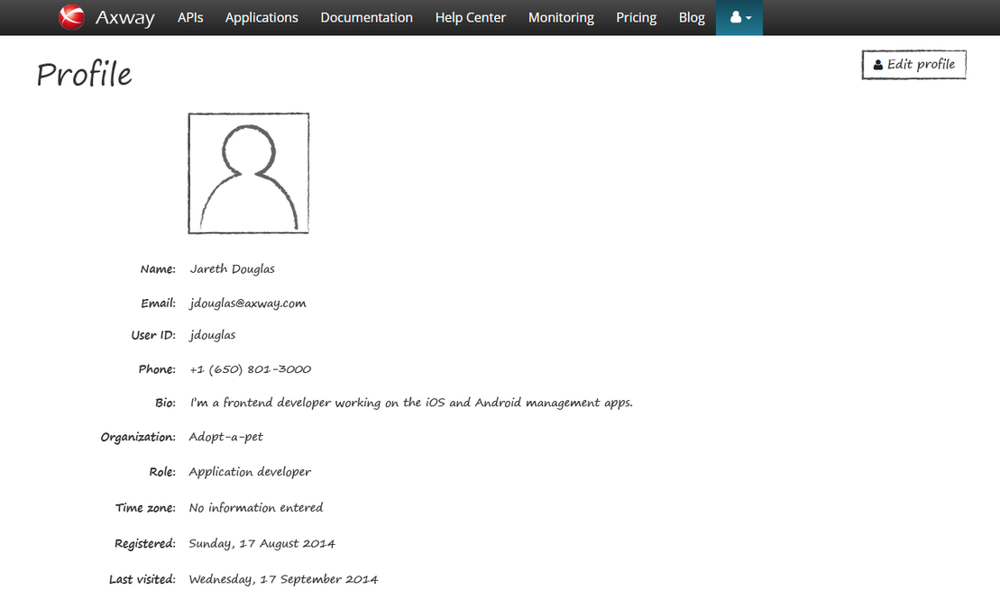 Axway APIs Applications Documentation Help Center Monitoring Pricing Blog
Profile
Edit profile
Name: Jareth Douglas
Email: jdouglas@axway.com
User ID: jdouglas
Phone: +1 (650) 801-3000
Bio: I'm a frontend developer working on the iOS and Android management apps.
Organization: Adopt-a-pet
Role: Application developer
Time zone: No information entered
Registered: Sunday, 17 August 2014
Last visited: Wednesday, 17 September 2014